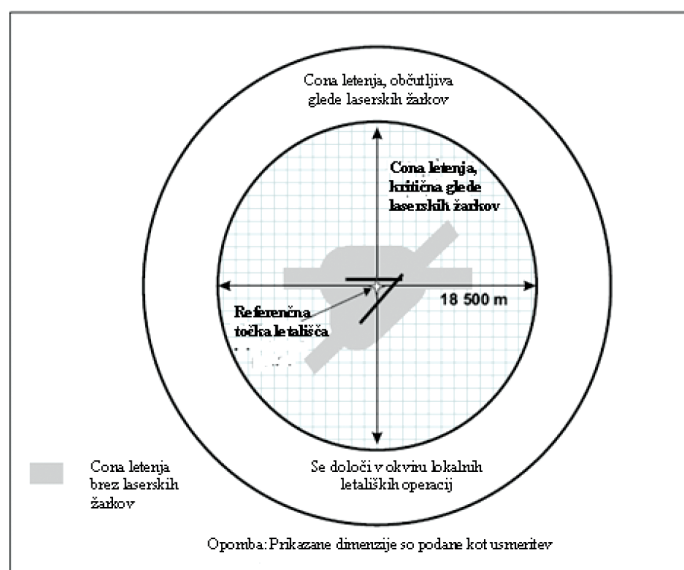 Cona letenja, občutljiva
glede laserskih žarkov
Cona letenja,
kritična glede
laserskih žarkov
18 500 m
Referenčna
točka letališča
Se določi v okviru lokalnih
letaliških operacij
Cona letenja
brez laserskih
žarkov
Opomba: Prikazane dimenzije so podane kot usmeritev